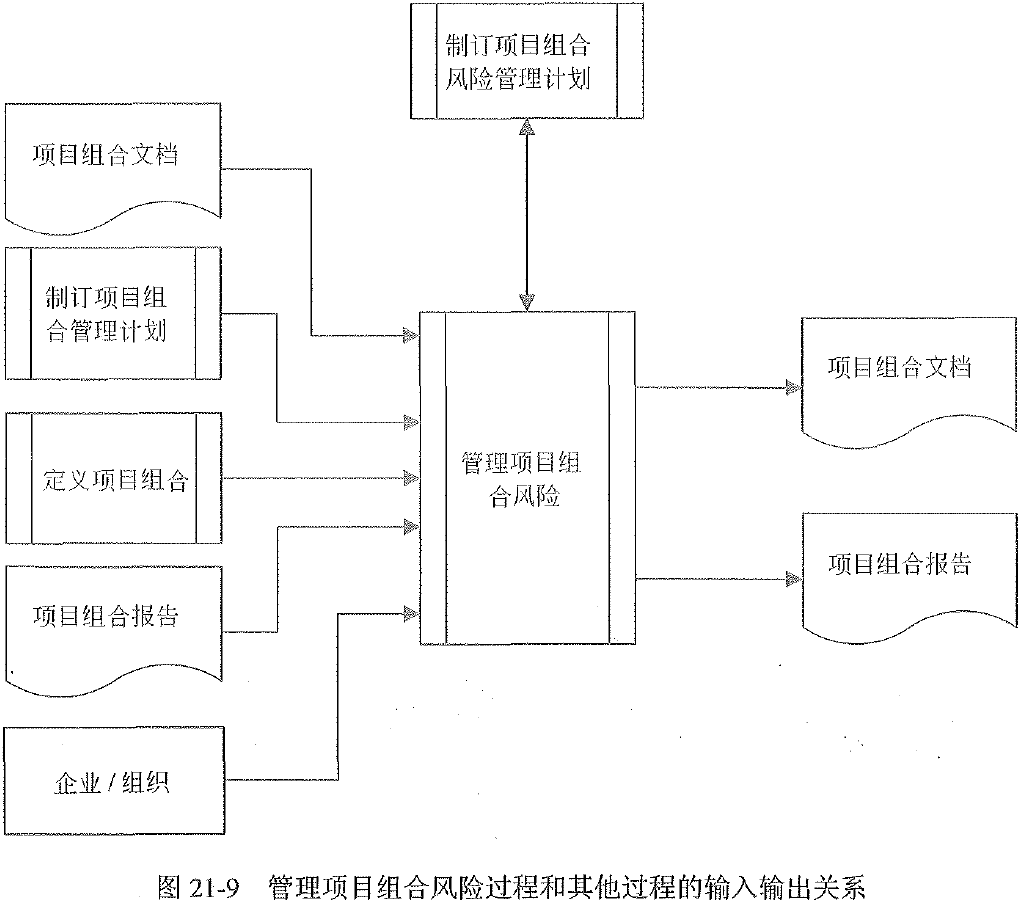 制订项目组合
风险管理计划
项目组合文档
制订项目组
合管理计划
定义项目组合
项目组合报告
企业 / 组织
管理项目组
合风险
项目组合文档
项目组合报告
图 21-9 管理项目组合风险过程和其他过程的输入输出关系